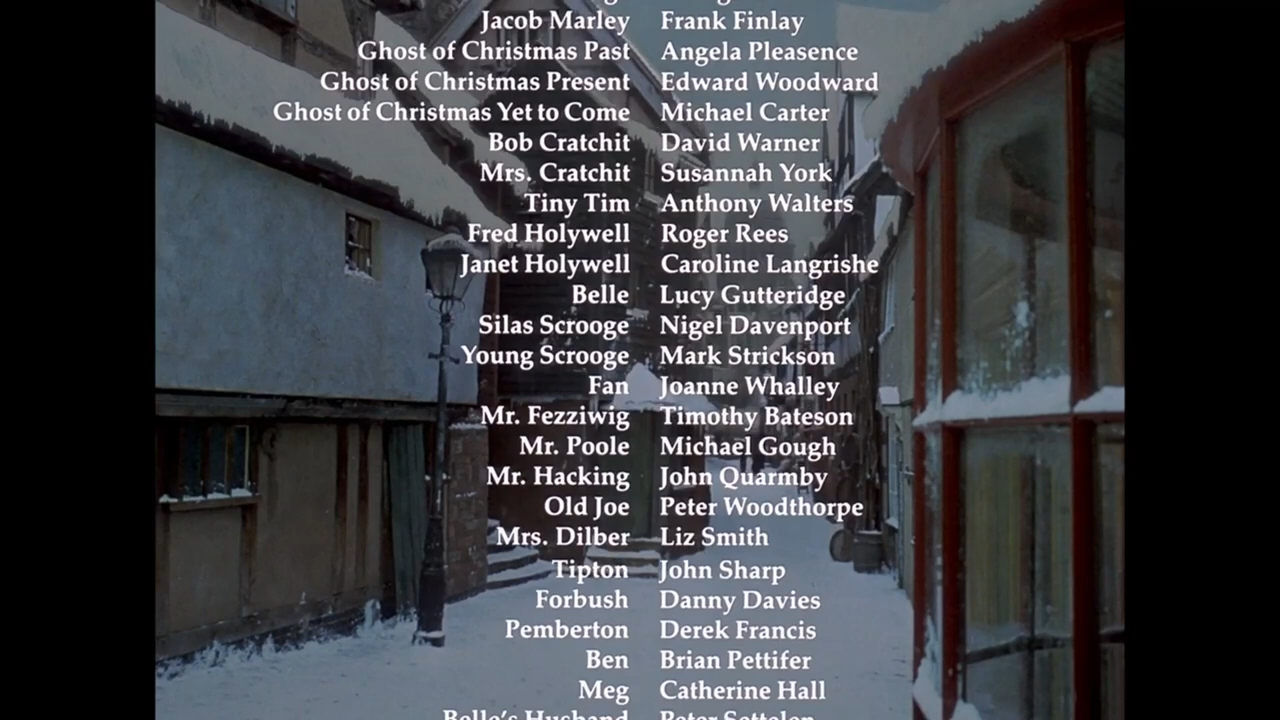 Jacob Marley Frank Finlay
Ghost of Christmas Past Angela Pleasence
Ghost of Christmas Present Edward Woodward
Ghost of Christmas Yet to Come Michael Carter
Bob Cratchit David Warner
Mrs. Cratchit Susannah York
Tiny Tim Anthony Walters
Fred Holywell Roger Rees
Janet Holywell Caroline Langrishe
Belle Lucy Gutteridge
Silas Scrooge Nigel Davenport
Young Scrooge Mark Strickson
Fan Joanne Whalley
Mr. Fezziwig Timothy Bateson
Mr. Poole Michael Gough
Mr. Hacking John Quarmby
Old Joe Peter Woodthorpe
Mrs. Dilber Liz Smith
Tipton John Sharp
Forbush Danny Davies
Pemberton Derek Francis
Ben Brian Pettifer
Meg Catherine Hall
Belle's Husband Peter